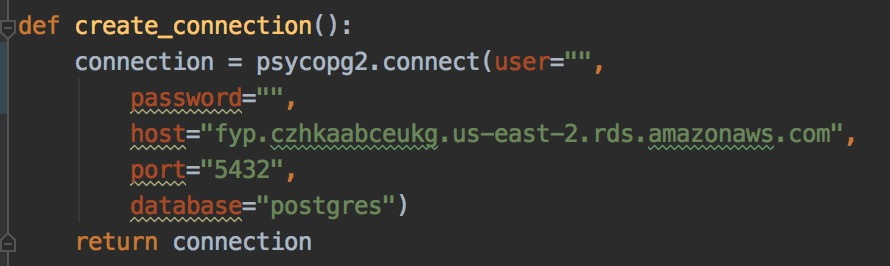 def create_connection():
    connection = psycopg2.connect(user="",
        password="",
        host="fyp.czhkaabceukg.us-east-2.rds.amazonaws.com",
        port="5432",
        database="postgres")
    return connection